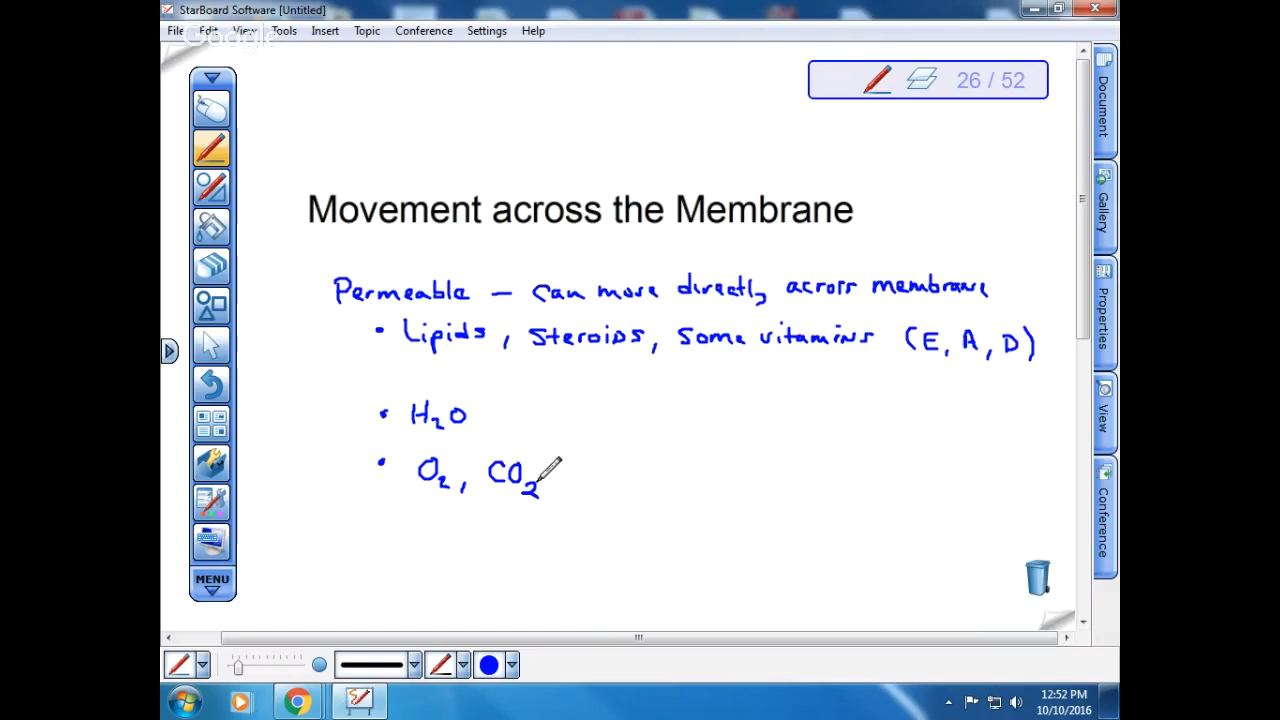 StarBoard Software [Untitled]
File Edit View Tools Insert Topic Conference Settings Help
Google
26 / 52
Movement across the Membrane
Permeable — can move directly across membrane
• Lipids, Steroids, some vitamins (E, A, D)
• H₂O
• O₂, CO₂
Document
Gallery
Properties
View
Conference
MENU
12:52 PM
10/10/2016